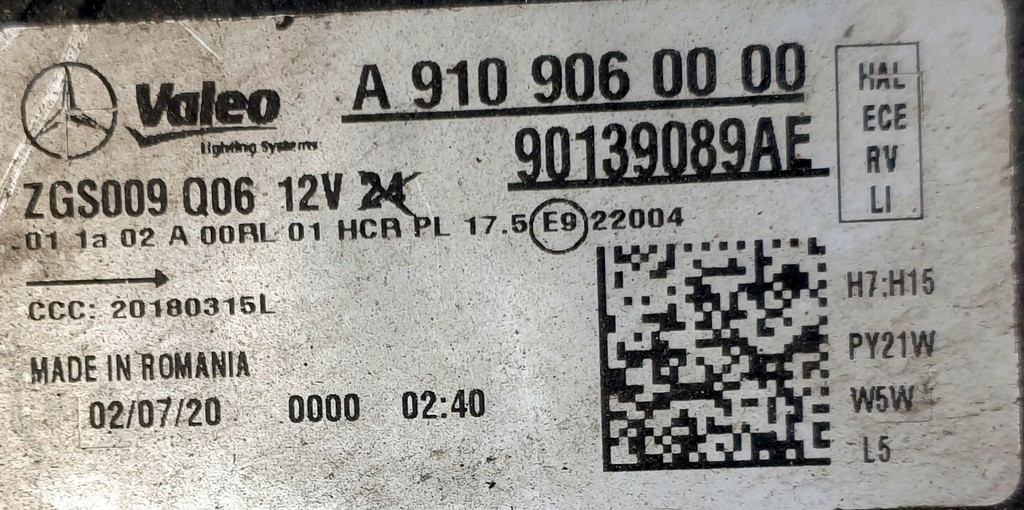 Valeo
Lighting Systems
A 910 906 00 00
90139089AE
HAL
ECE
RV
LI
ZGS009 Q06 12V 24
.01 1a 02 A 00RL 01 HCR PL 17.5 E9 22004
CCC: 20180315L
MADE IN ROMANIA
02/07/20 0000 02:40
H7:H15
PY21W
W5W
L5